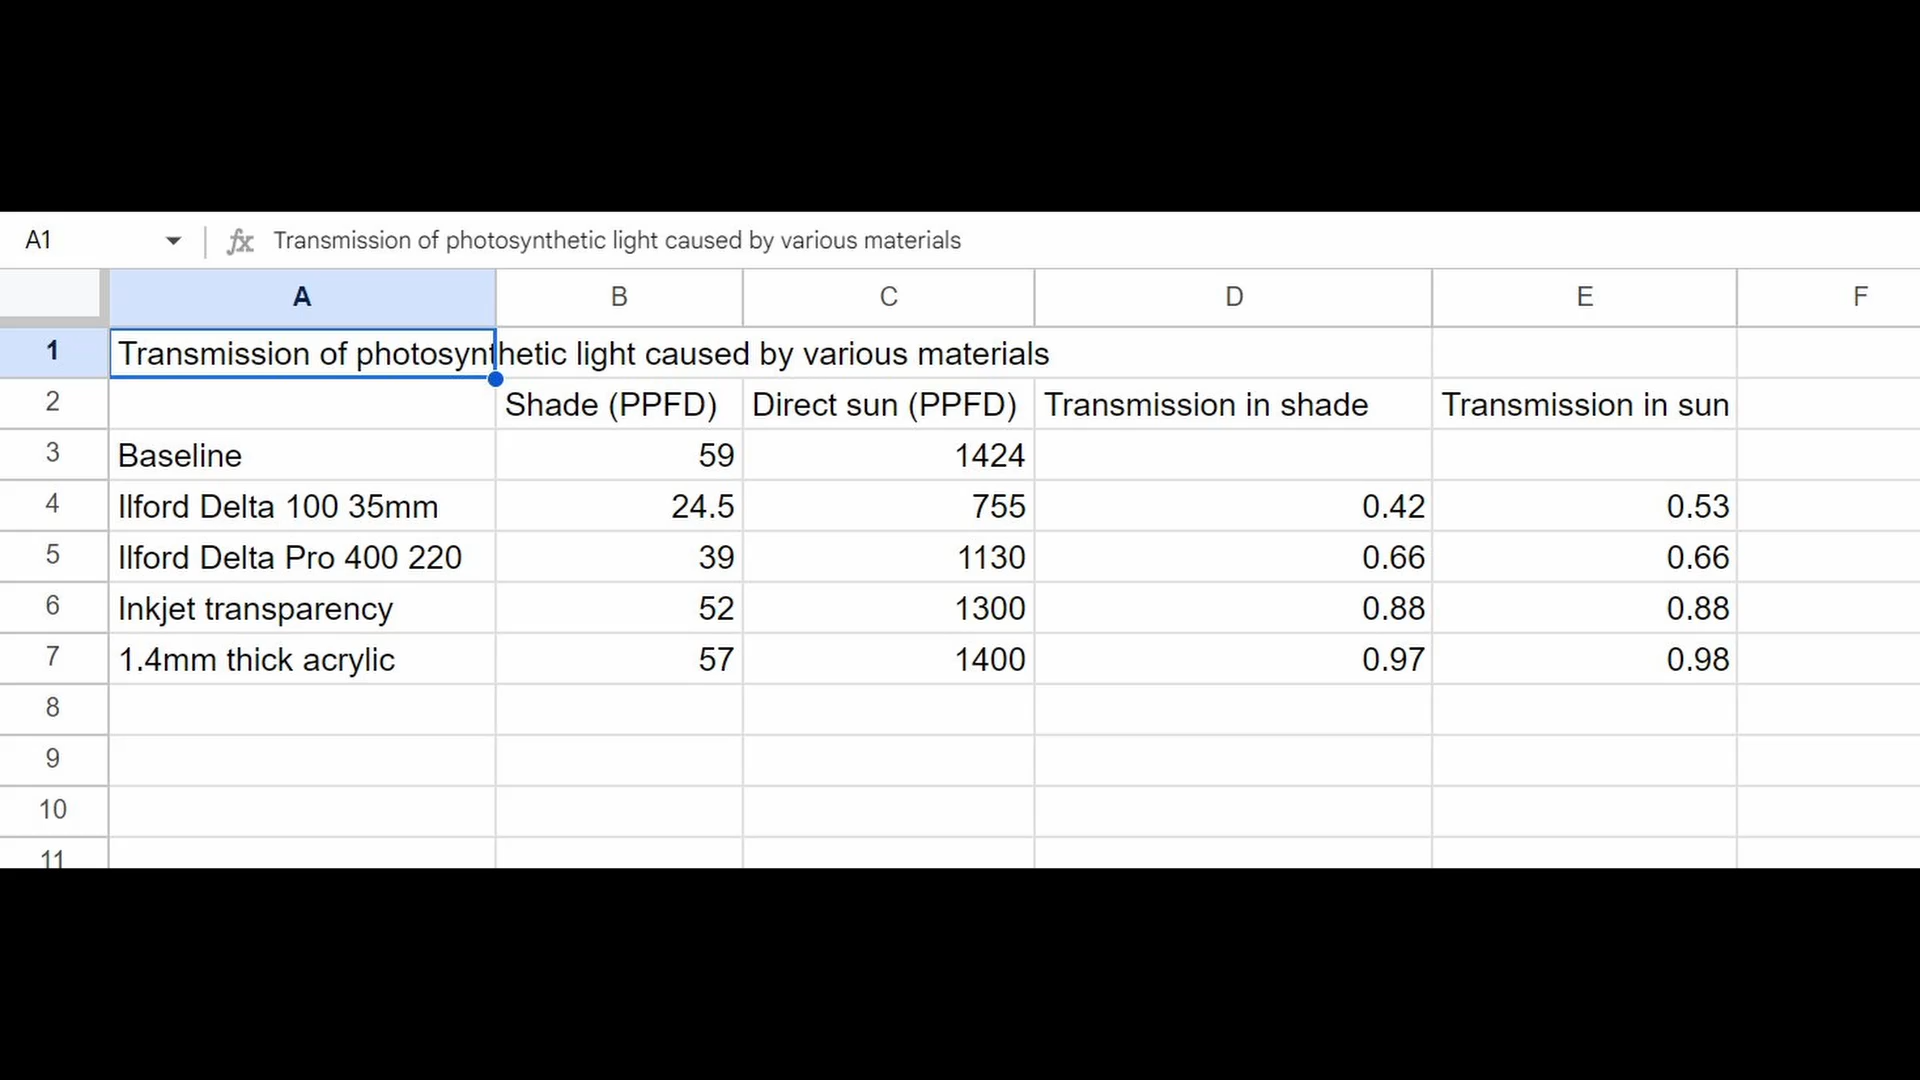 A1 fx Transmission of photosynthetic light caused by various materials
A B C D E F
1 Transmission of photosynthetic light caused by various materials
2 Shade (PPFD) Direct sun (PPFD) Transmission in shade Transmission in sun
3 Baseline 59 1424
4 Ilford Delta 100 35mm 24.5 755 0.42 0.53
5 Ilford Delta Pro 400 220 39 1130 0.66 0.66
6 Inkjet transparency 52 1300 0.88 0.88
7 1.4mm thick acrylic 57 1400 0.97 0.98
8
9
10
11